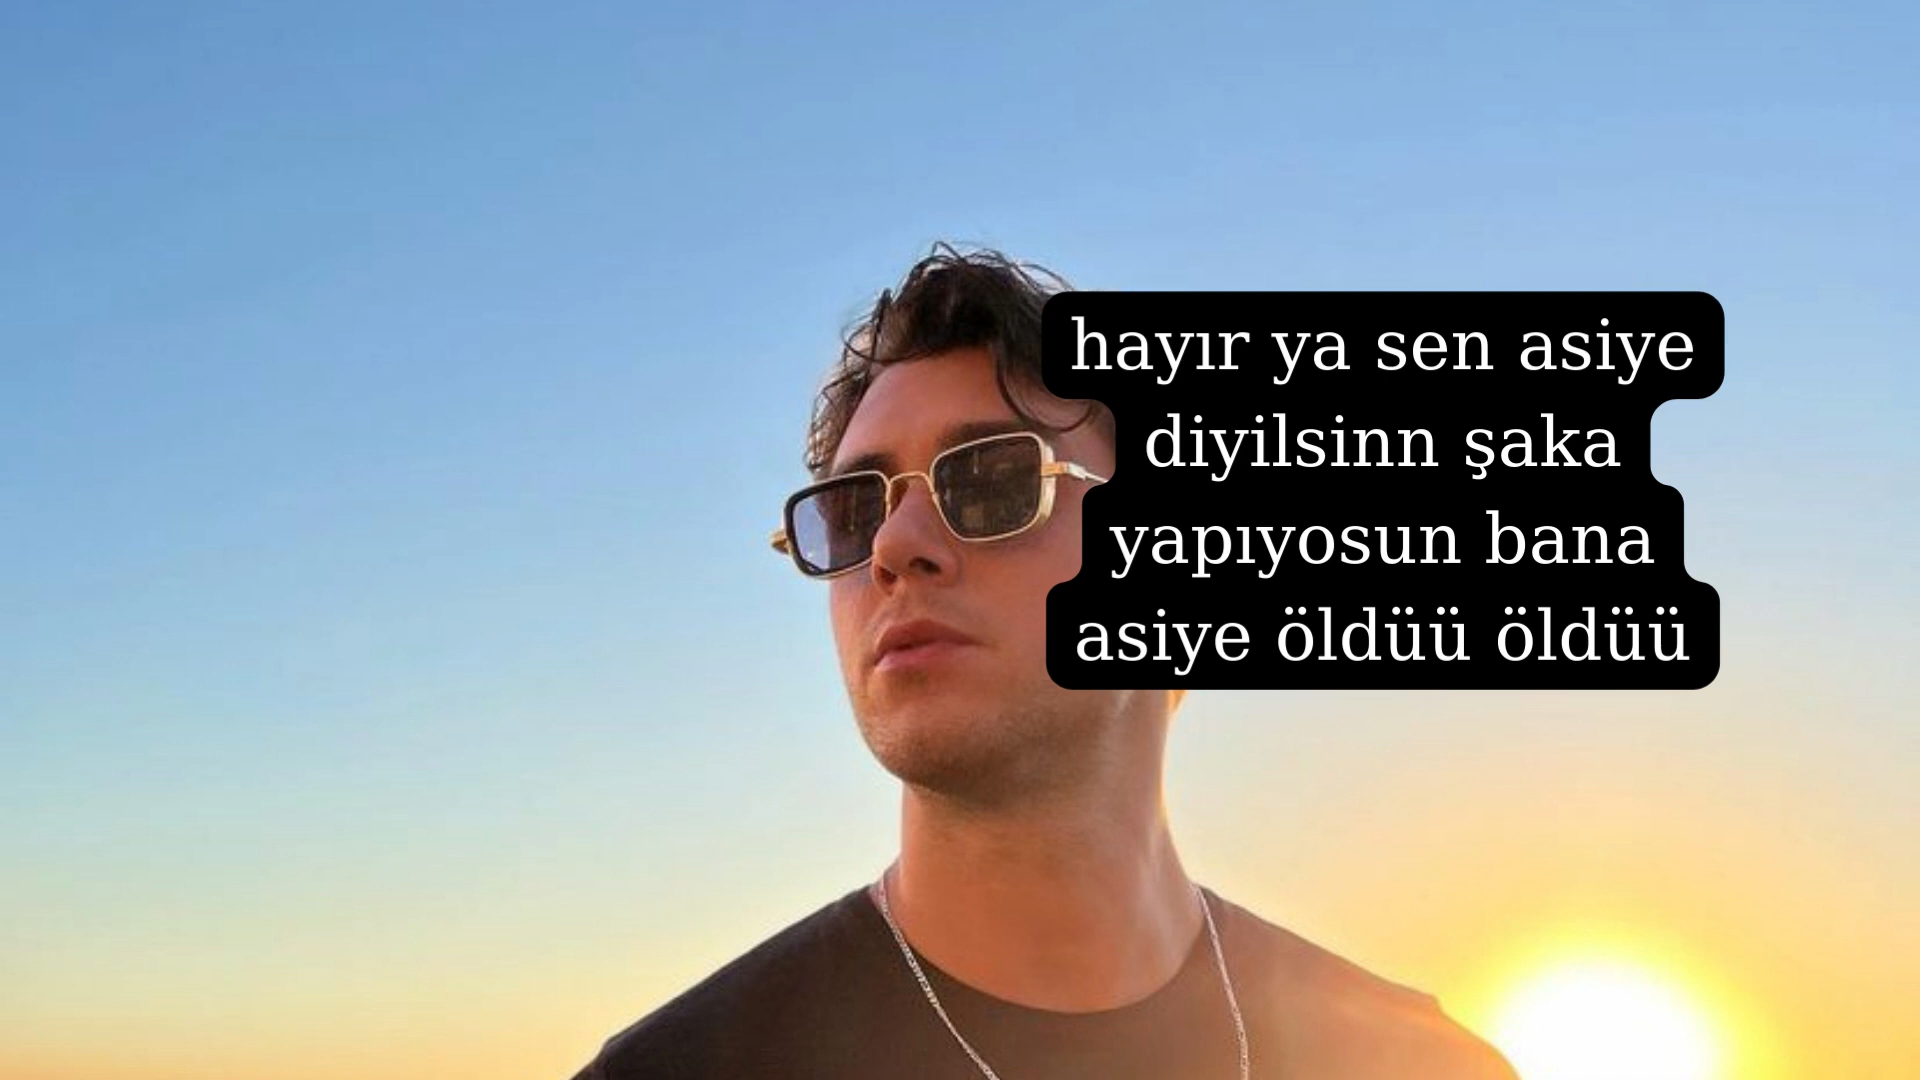 hayır ya sen asiye
diyilsinn şaka
yapıyosun bana
asiye öldüü öldüü